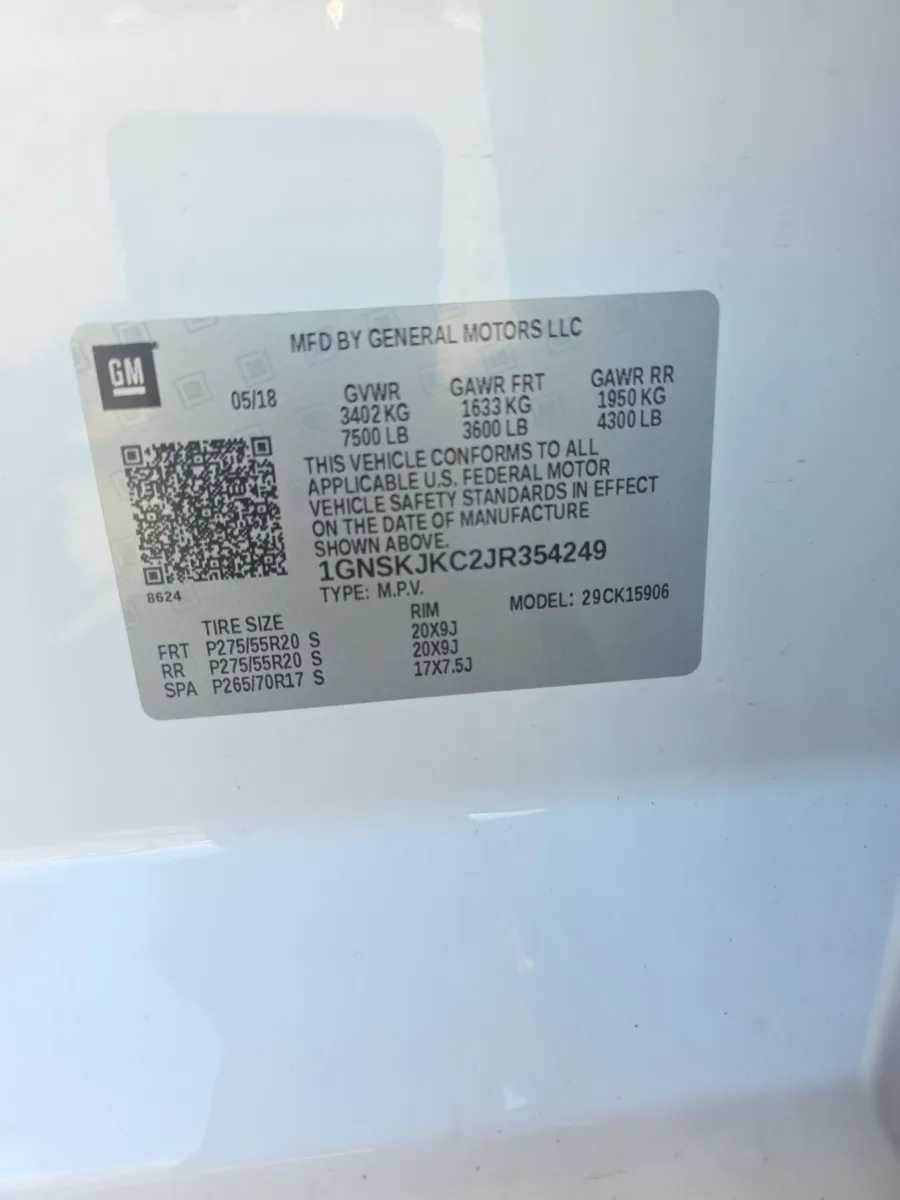 MFD BY GENERAL MOTORS LLC
GM
05/18
GVWR GAWR FRT GAWR RR
3402 KG 1633 KG 1950 KG
7500 LB 3600 LB 4300 LB
THIS VEHICLE CONFORMS TO ALL
APPLICABLE U.S. FEDERAL MOTOR
VEHICLE SAFETY STANDARDS IN EFFECT
ON THE DATE OF MANUFACTURE
SHOWN ABOVE.
1GNSKJKC2JR354249
8624
TYPE: M.P.V. MODEL: 29CK15906
TIRE SIZE RIM
FRT P275/55R20 S 20X9J
RR P275/55R20 S 20X9J
SPA P265/70R17 S 17X7.5J